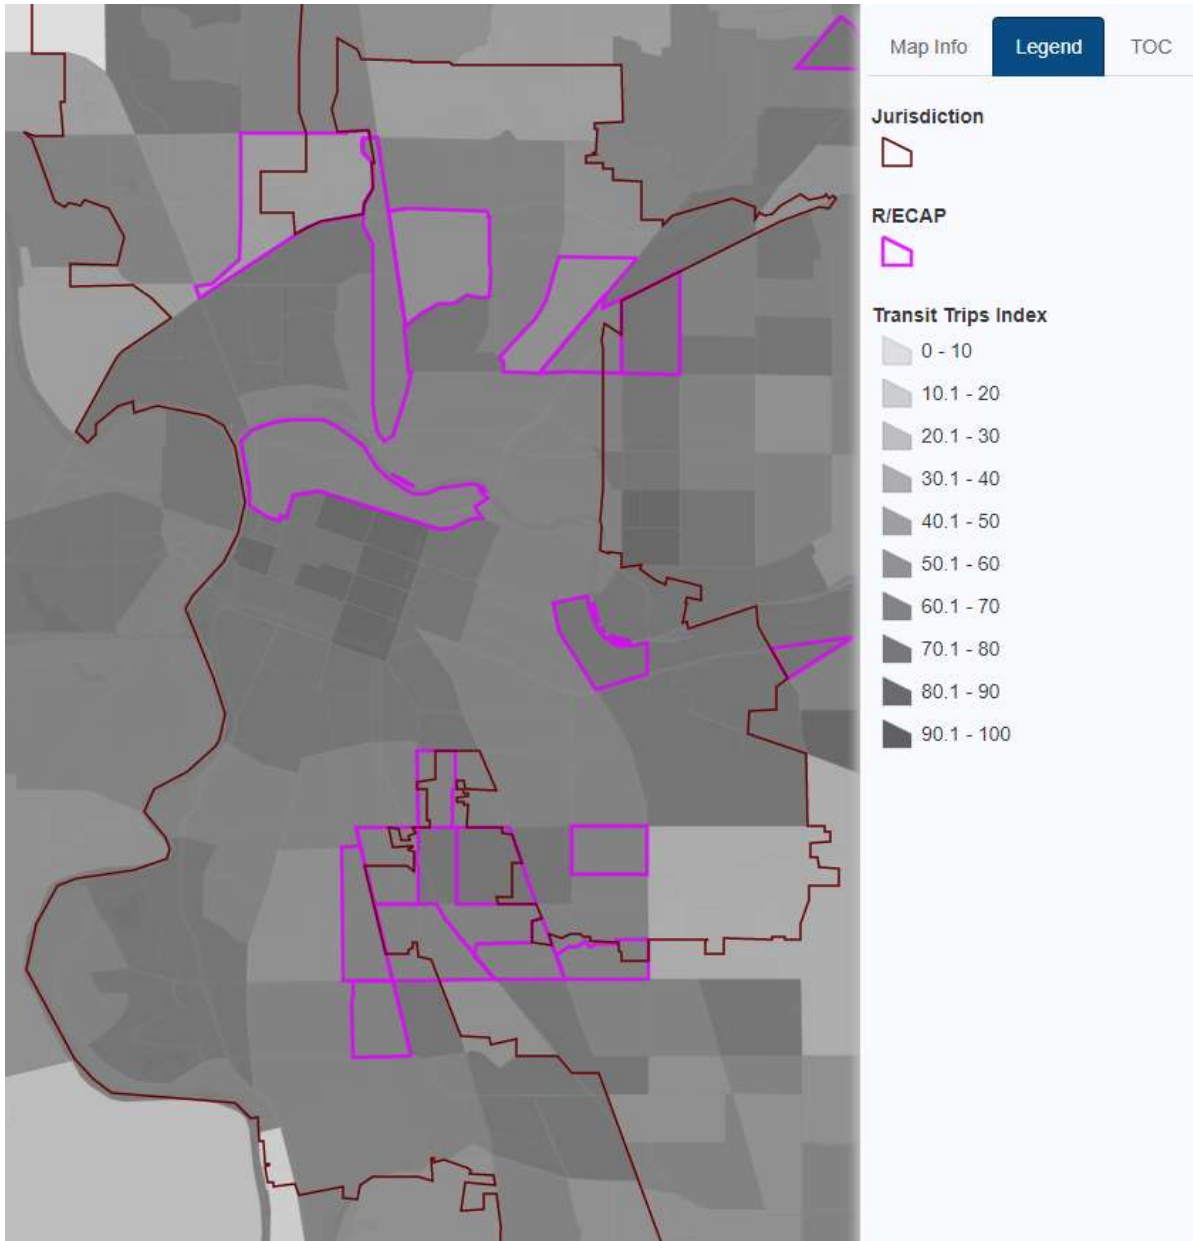 Map Info Legend TOC
Jurisdiction
R/ECAP
Transit Trips Index
0 - 10
10.1 - 20
20.1 - 30
30.1 - 40
40.1 - 50
50.1 - 60
60.1 - 70
70.1 - 80
80.1 - 90
90.1 - 100